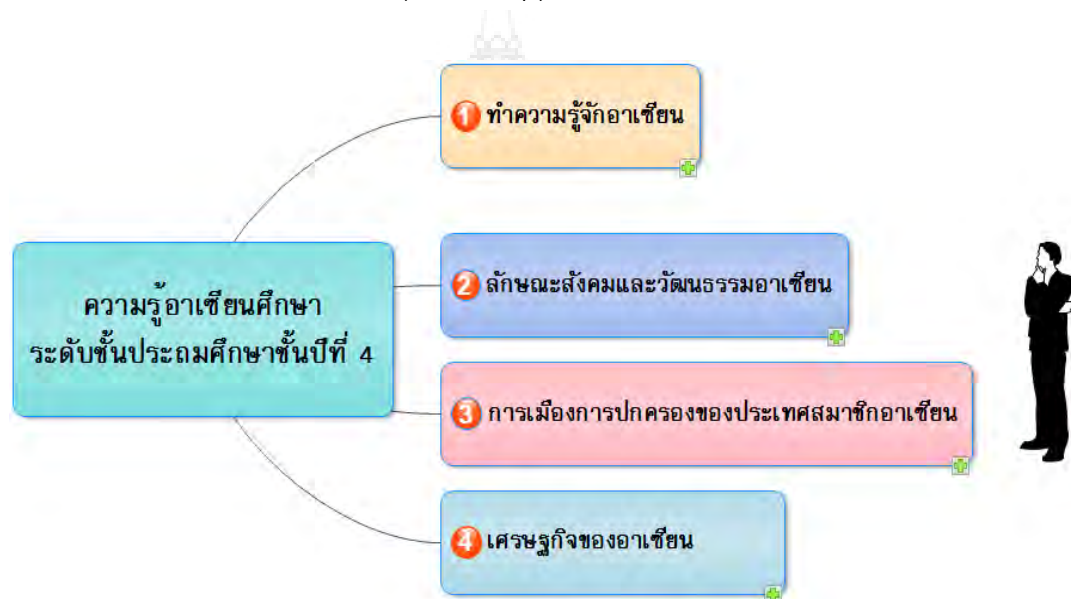 1 ทำความรู้จักอาเซียน
2 ลักษณะสังคมและวัฒนธรรมอาเซียน
ความรู้อาเซียนศึกษา
ระดับชั้นประถมศึกษาชั้นปีที่ 4
3 การเมืองการปกครองของประเทศสมาชิกอาเซียน
4 เศรษฐกิจของอาเซียน